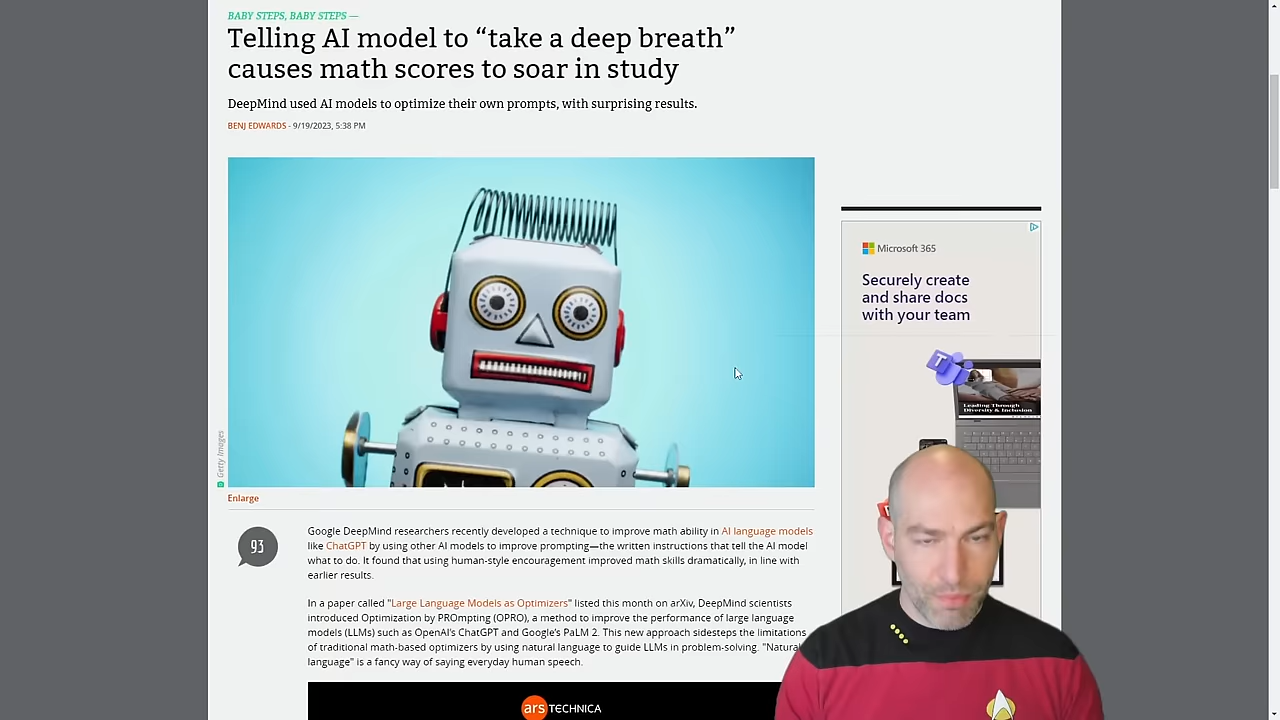 BABY STEPS, BABY STEPS —
Telling AI model to “take a deep breath”
causes math scores to soar in study
DeepMind used AI models to optimize their own prompts, with surprising results.
BENJ EDWARDS - 9/19/2023, 5:38 PM
Getty Images
Enlarge
93
Google DeepMind researchers recently developed a technique to improve math ability in AI language models
like ChatGPT by using other AI models to improve prompting—the written instructions that tell the AI model
what to do. It found that using human-style encouragement improved math skills dramatically, in line with
earlier results.
In a paper called "Large Language Models as Optimizers" listed this month on arXiv, DeepMind scientists
introduced Optimization by PROmpting (OPRO), a method to improve the performance of large language
models (LLMs) such as OpenAI's ChatGPT and Google's PaLM 2. This new approach sidesteps the limitations
of traditional math-based optimizers by using natural language to guide LLMs in problem-solving. "Natural
language" is a fancy way of saying everyday human speech.
ars TECHNICA
Microsoft 365
Securely create
and share docs
with your team
T
Leading Through
Diversity & Inclusion